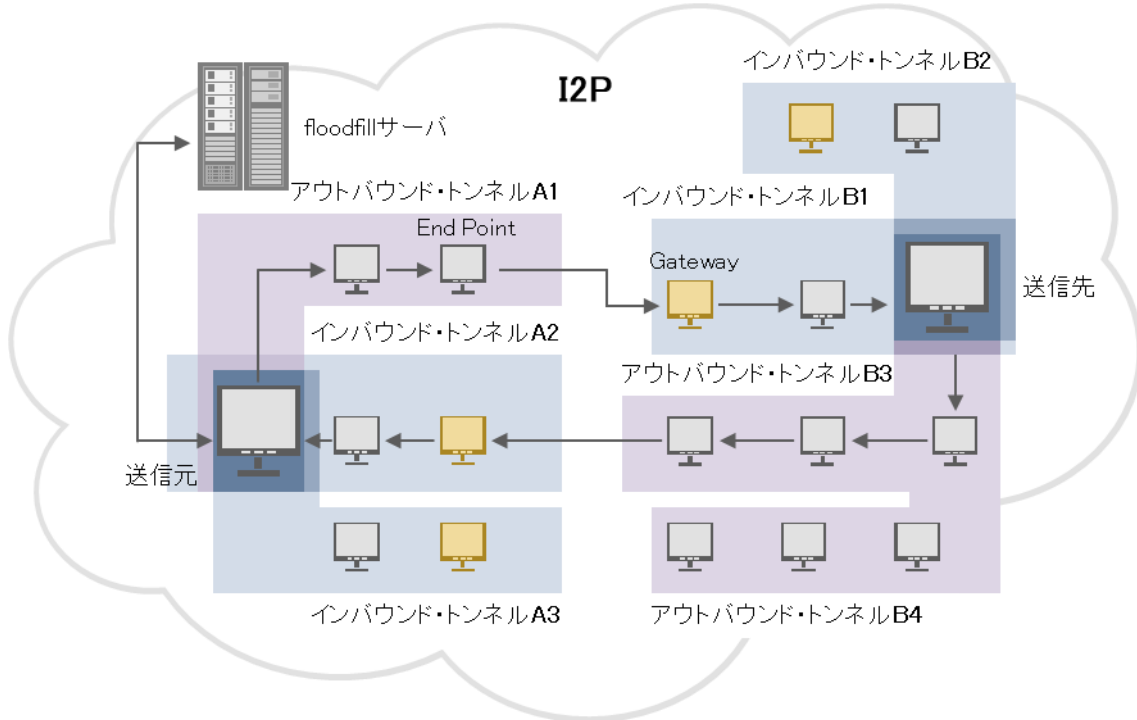 I2P
インバウンド・トンネルB2
floodfillサーバ
アウトバウンド・トンネルA1
インバウンド・トンネルB1
End Point
Gateway
送信先
インバウンド・トンネルA2
アウトバウンド・トンネルB3
送信元
インバウンド・トンネルA3
アウトバウンド・トンネルB4